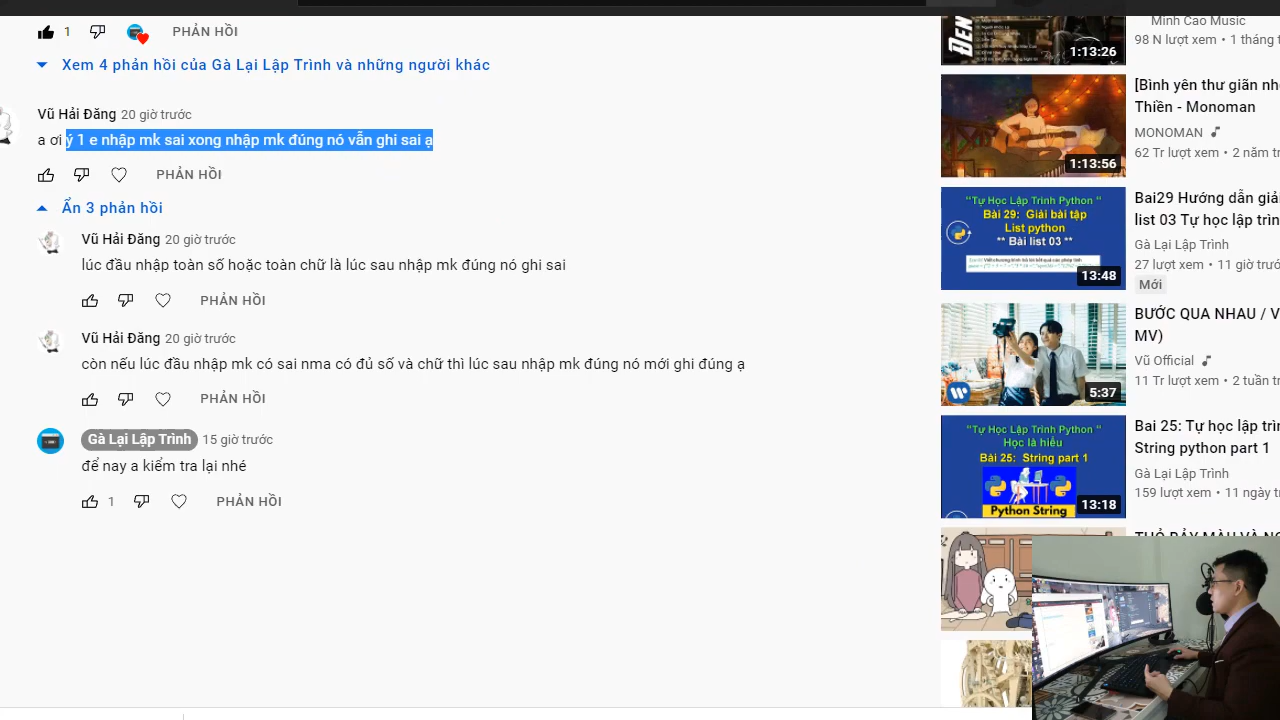 1
PHẢN HỒI
Xem 4 phản hồi của Gà Lại Lập Trình và những người khác
Vũ Hải Đăng 20 giờ trước
a ơi ý 1 e nhập mk sai xong nhập mk đúng nó vẫn ghi sai ạ
PHẢN HỒI
Ẩn 3 phản hồi
Vũ Hải Đăng 20 giờ trước
lúc đầu nhập toàn số hoặc toàn chữ là lúc sau nhập mk đúng nó ghi sai
PHẢN HỒI
Vũ Hải Đăng 20 giờ trước
còn nếu lúc đầu nhập mk có sai nma có đủ số và chữ thì lúc sau nhập mk đúng nó mới ghi đúng ạ
PHẢN HỒI
Gà Lại Lập Trình 15 giờ trước
để nay a kiểm tra lại nhé
1
PHẢN HỒI
ĐEN
1:13:26
Minh Cao Music
98 N lượt xem • 1 tháng t
1:13:56
[Bình yên thư giãn nh
Thiền - Monoman
MONOMAN
62 Tr lượt xem • 2 năm tr
"Tự Học Lập Trình Python "
Bài 29: Giải bài tập
List python
** Bài list 03 **
13:48
Bai29 Hướng dẫn giải
list 03 Tự học lập trìn
Gà Lại Lập Trình
27 lượt xem • 11 giờ trướ
Mới
5:37
BƯỚC QUA NHAU / V
MV)
Vũ Official
11 Tr lượt xem • 2 tuần tr
"Tự Học Lập Trình Python "
Học là hiểu
Bài 25: String part 1
Python String
13:18
Bai 25: Tự học lập trìn
String python part 1
Gà Lại Lập Trình
159 lượt xem • 11 ngày tr